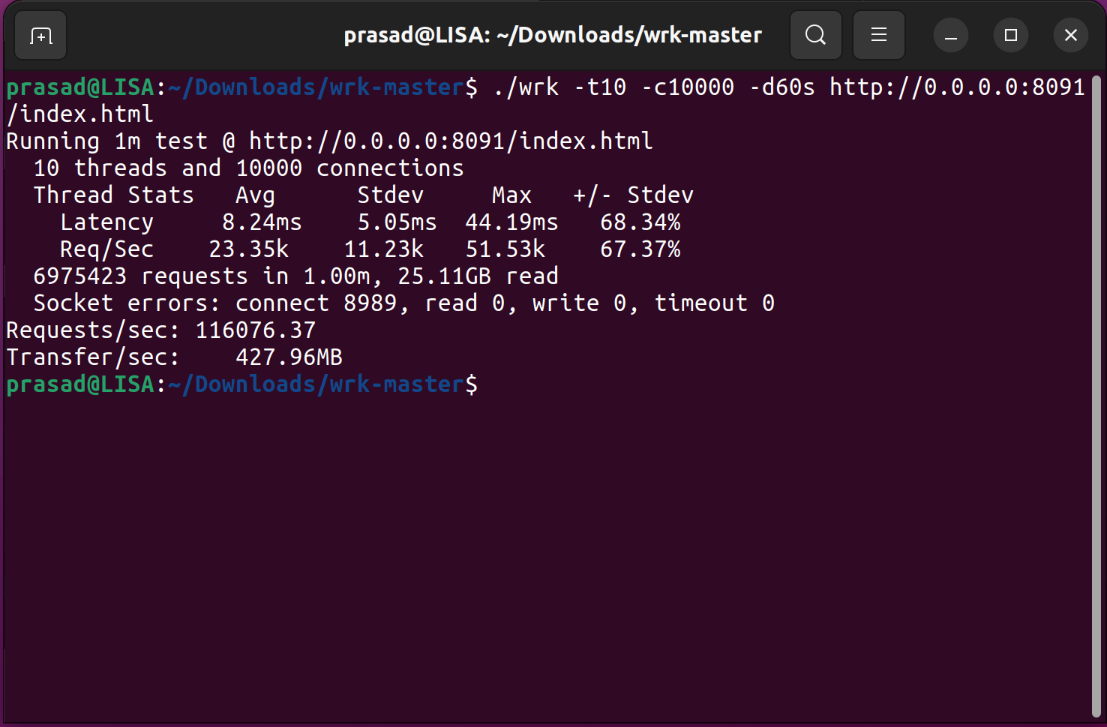 prasad@LISA: ~/Downloads/wrk-master
prasad@LISA:~/Downloads/wrk-master$ ./wrk -t10 -c10000 -d60s http://0.0.0.0:8091
/index.html
Running 1m test @ http://0.0.0.0:8091/index.html
  10 threads and 10000 connections
  Thread Stats   Avg      Stdev     Max   +/- Stdev
    Latency     8.24ms    5.05ms  44.19ms   68.34%
    Req/Sec    23.35k    11.23k   51.53k    67.37%
  6975423 requests in 1.00m, 25.11GB read
  Socket errors: connect 8989, read 0, write 0, timeout 0
Requests/sec: 116076.37
Transfer/sec:    427.96MB
prasad@LISA:~/Downloads/wrk-master$